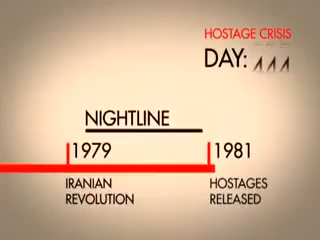 HOSTAGE CRISIS
DAY: 444
NIGHTLINE
1979
1981
IRANIAN
REVOLUTION
HOSTAGES
RELEASED